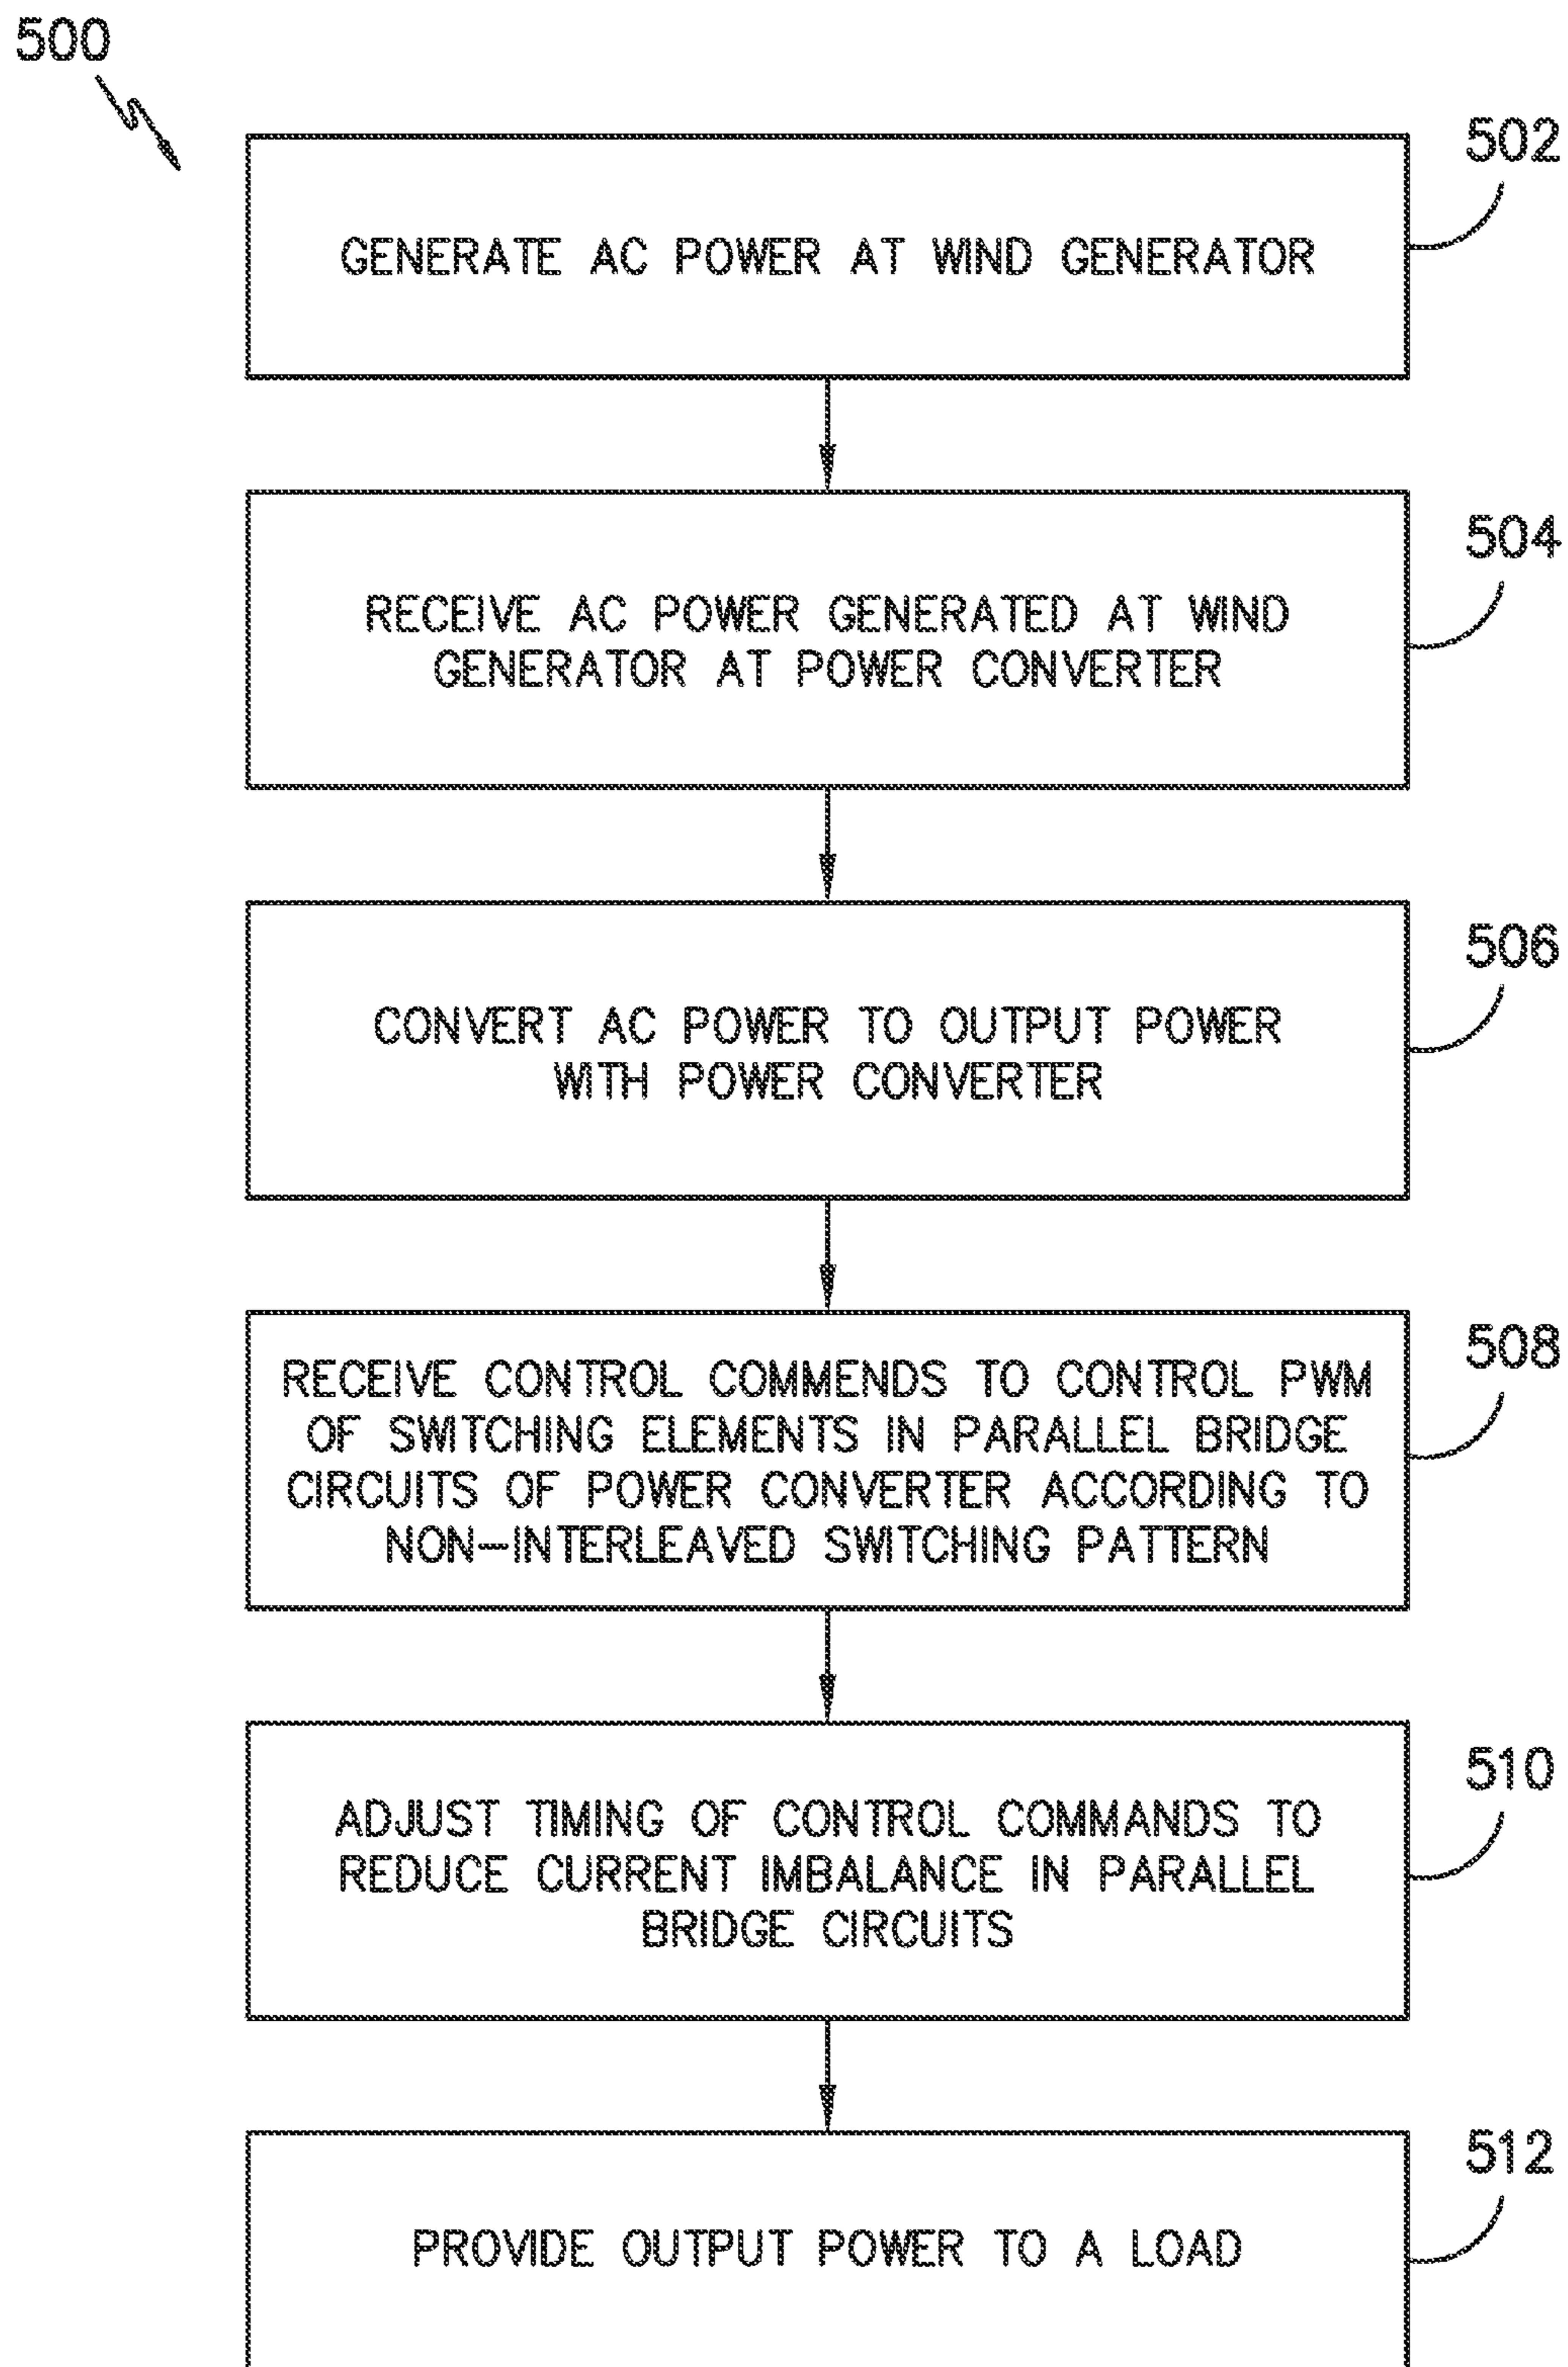 500
502
GENERATE AC POWER AT WIND GENERATOR
504
RECEIVE AC POWER GENERATED AT WIND
GENERATOR AT POWER CONVERTER
506
CONVERT AC POWER TO OUTPUT POWER
WITH POWER CONVERTER
508
RECEIVE CONTROL COMMENDS TO CONTROL PWM
OF SWITCHING ELEMENTS IN PARALLEL BRIDGE
CIRCUITS OF POWER CONVERTER ACCORDING TO
NON-INTERLEAVED SWITCHING PATTERN
510
ADJUST TIMING OF CONTROL COMMANDS TO
REDUCE CURRENT IMBALANCE IN PARALLEL
BRIDGE CIRCUITS
512
PROVIDE OUTPUT POWER TO A LOAD